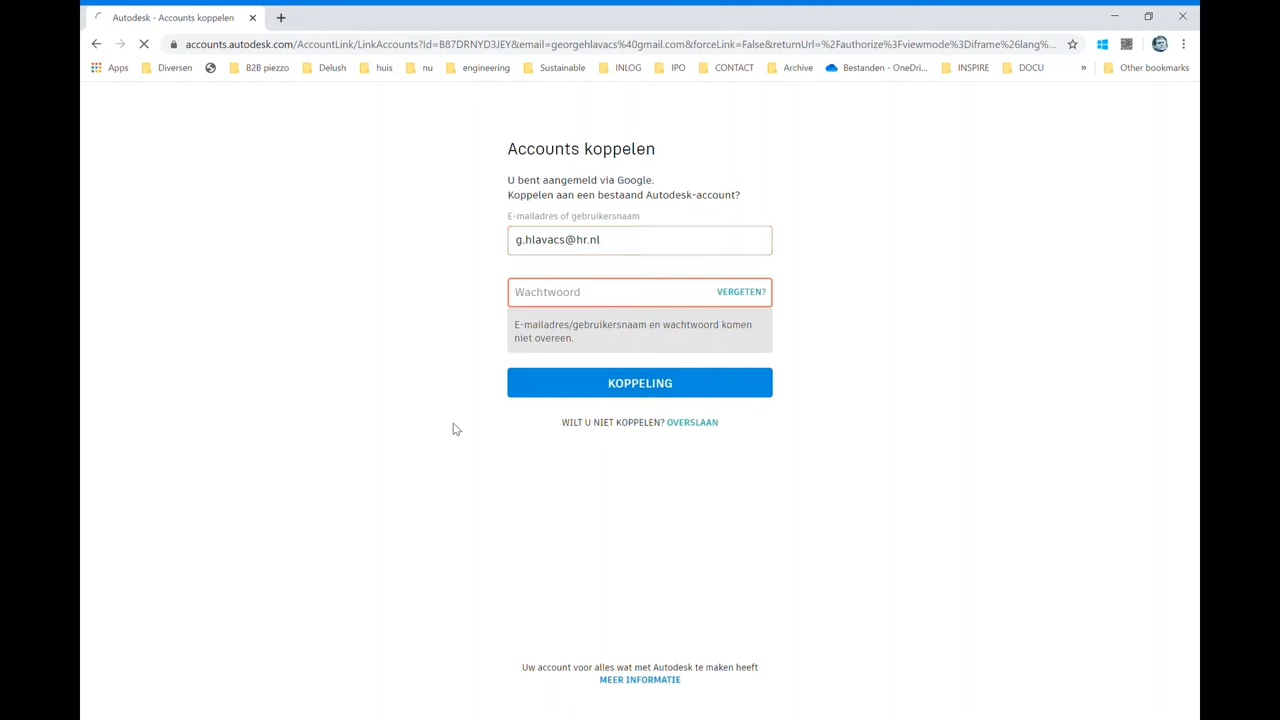 Autodesk - Accounts koppelen
accounts.autodesk.com/AccountLink/LinkAccounts?id=B87DRNYD3JEY&email=georgehlavacs%40gmail.com&forceLink=False&returnUrl=%2Fauthorize%3Fviewmode%3Diframe%26lang%...
Apps Diversen B2B piezzo Delush huis nu engineering Sustainable INLOG IPO CONTACT Archive Bestanden - OneDri... INSPIRE DOCU » Other bookmarks
Accounts koppelen
U bent aangemeld via Google.
Koppelen aan een bestaand Autodesk-account?
E-mailadres of gebruikersnaam
g.hlavacs@hr.nl
Wachtwoord VERGETEN?
E-mailadres/gebruikersnaam en wachtwoord komen
niet overeen.
KOPPELING
WILT U NIET KOPPELEN? OVERSLAAN
Uw account voor alles wat met Autodesk te maken heeft
MEER INFORMATIE